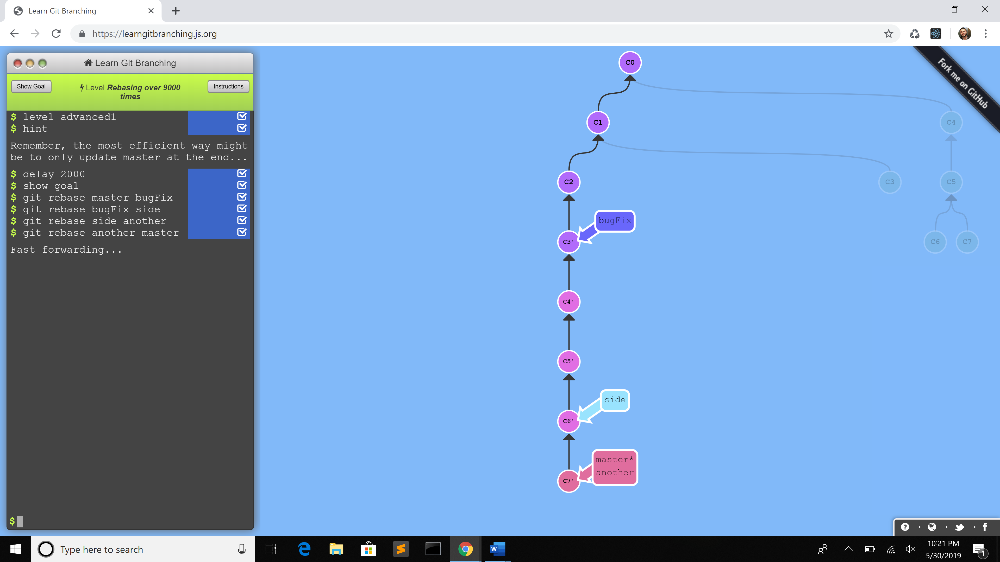 Learn Git Branching
https://learngitbranching.js.org
Learn Git Branching
Show Goal
Level Rebasing over 9000
times
Instructions
$ level advanced1
$ hint
Remember, the most efficient way might
be to only update master at the end...
$ delay 2000
$ show goal
$ git rebase master bugFix
$ git rebase bugFix side
$ git rebase side another
$ git rebase another master
Fast forwarding...
$
C0
Fork me on GitHub
C1
C4
C2
C3
C5
bugFix
C3'
C6
C7
C4'
C5'
side
C6'
master*
another
C7'
Type here to search
W
10:21 PM
5/30/2019
1